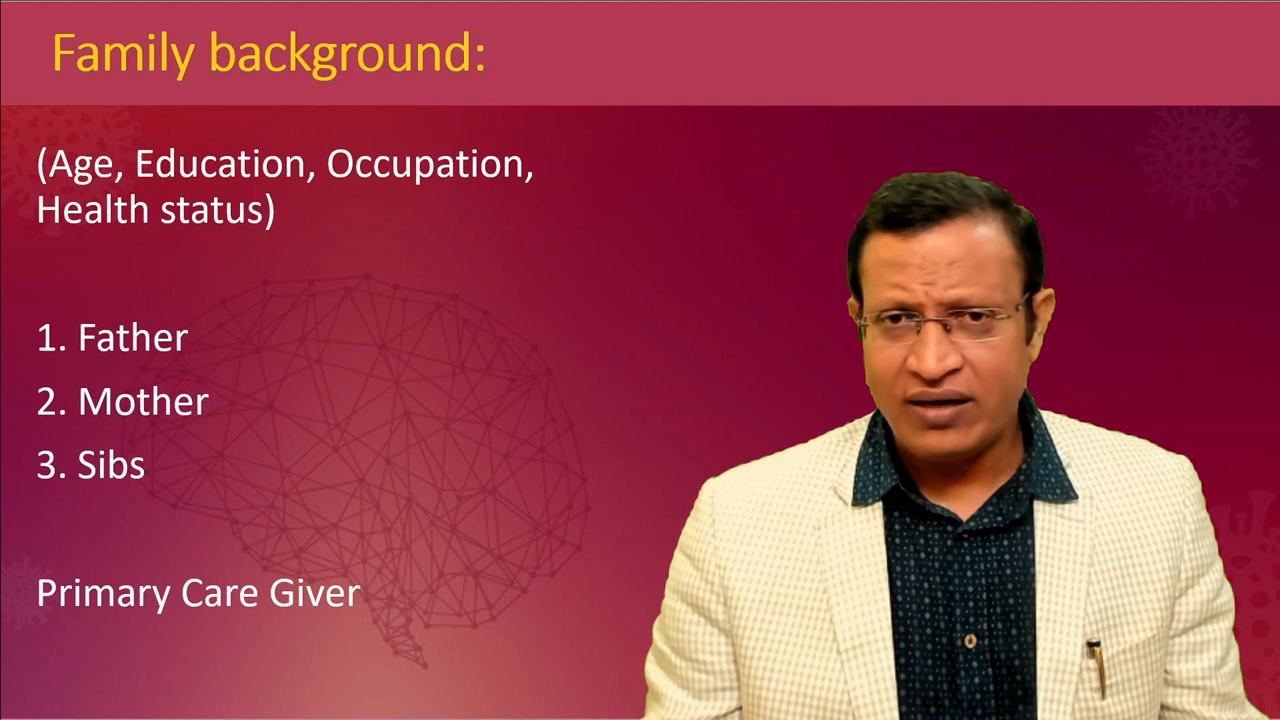 Family background:
(Age, Education, Occupation,
Health status)
1. Father
2. Mother
3. Sibs
Primary Care Giver